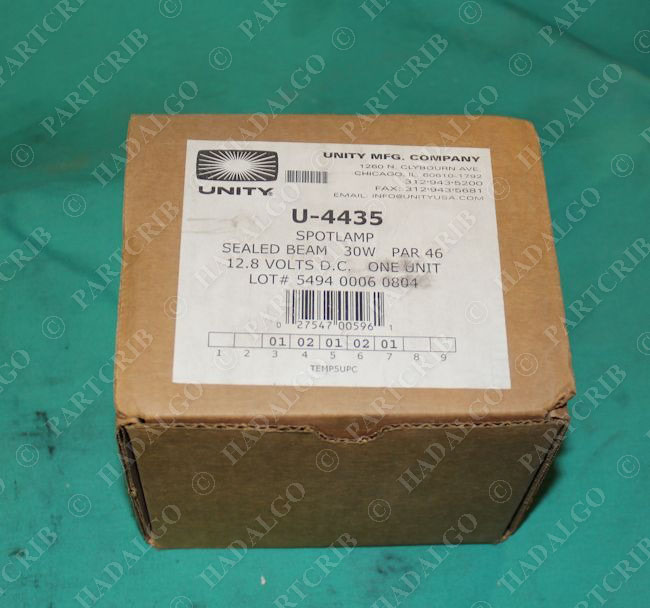 UNITY MFG. COMPANY
1260 N. CLYBOURN AVE.
CHICAGO, IL 60610-1792
312•943•5200
FAX: 312•943•5681
EMAIL: INFO@UNITYUSA.COM
UNITY®
U-4435
SPOTLAMP
SEALED BEAM 30W PAR 46
12.8 VOLTS D.C. ONE UNIT
LOT# 5494 0006 0804
0 27547 00596 1
01 02 01 02 01
1 2 3 4 5 6 7 8 9
TEMPSUPC
© PARTCRIB
© HADALGO